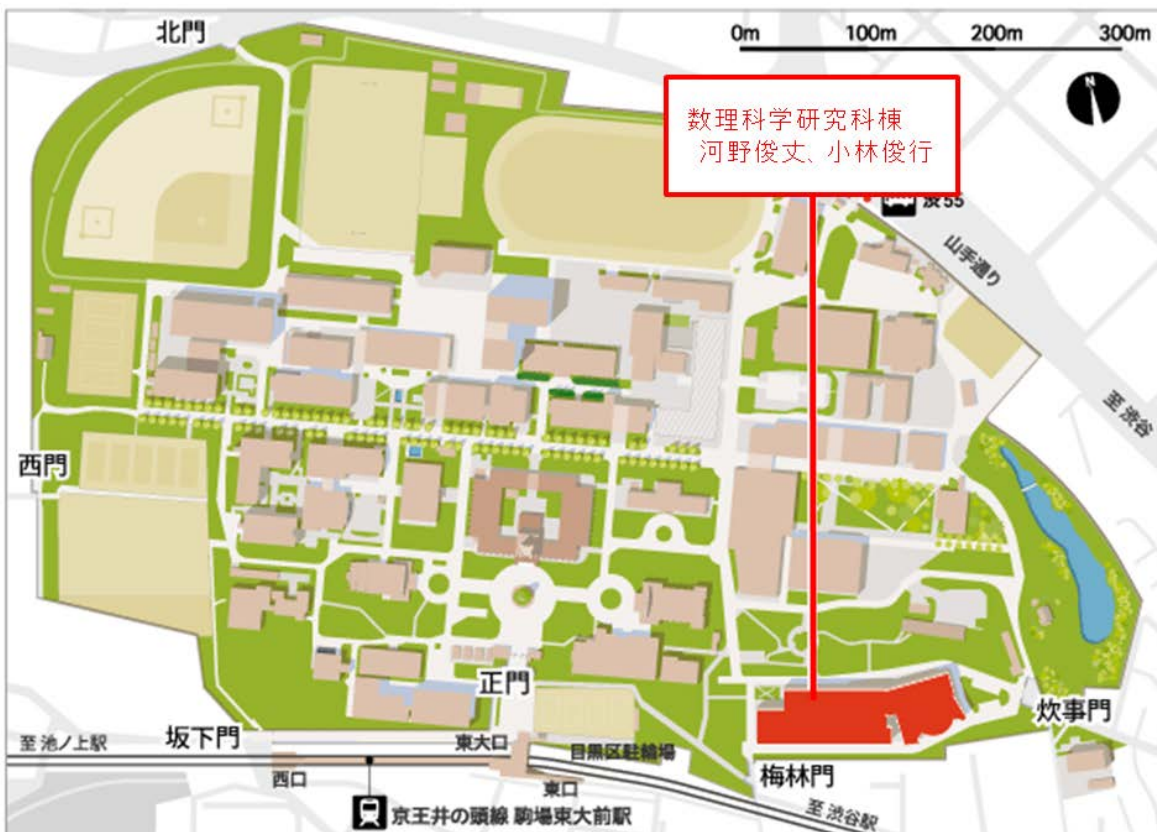 北門
0m 100m 200m 300m
N
数理科学研究科棟
河野俊丈、小林俊行
渋55
山手通り
至 渋谷
西門
正門
炊事門
坂下門
至 池ノ上駅
東大口
目黒区駐輪場
梅林門
西口
東口
至 渋谷駅
京王井の頭線 駒場東大前駅